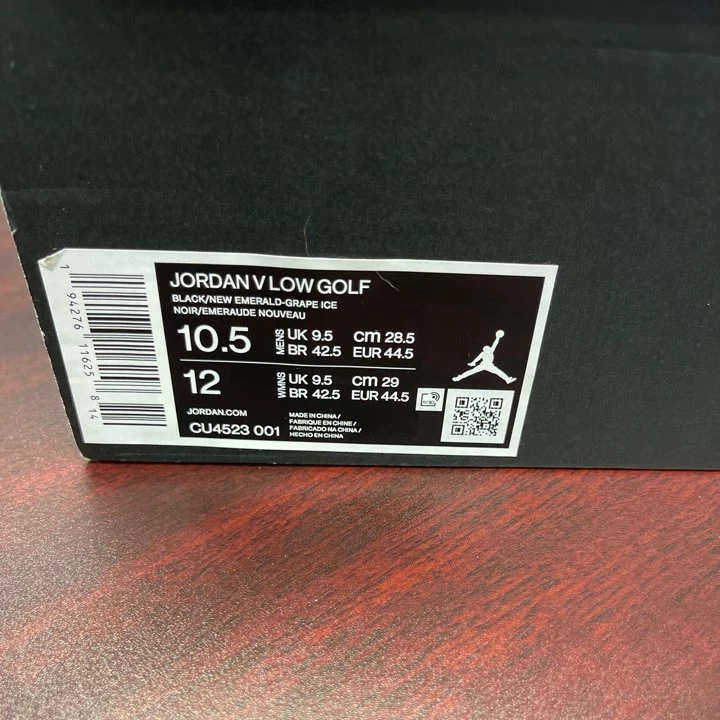 JORDAN V LOW GOLF
BLACK/NEW EMERALD-GRAPE ICE
NOIR/EMERAUDE NOUVEAU
10.5 MENS UK 9.5 cm 28.5
BR 42.5 EUR 44.5
12 WMNS UK 9.5 cm 29
BR 42.5 EUR 44.5
JORDAN.COM
CU4523 001
MADE IN CHINA /
FABRIQUE EN CHINE /
FABRICADO NA CHINA /
HECHO EN CHINA
1 94276 11625 8 14